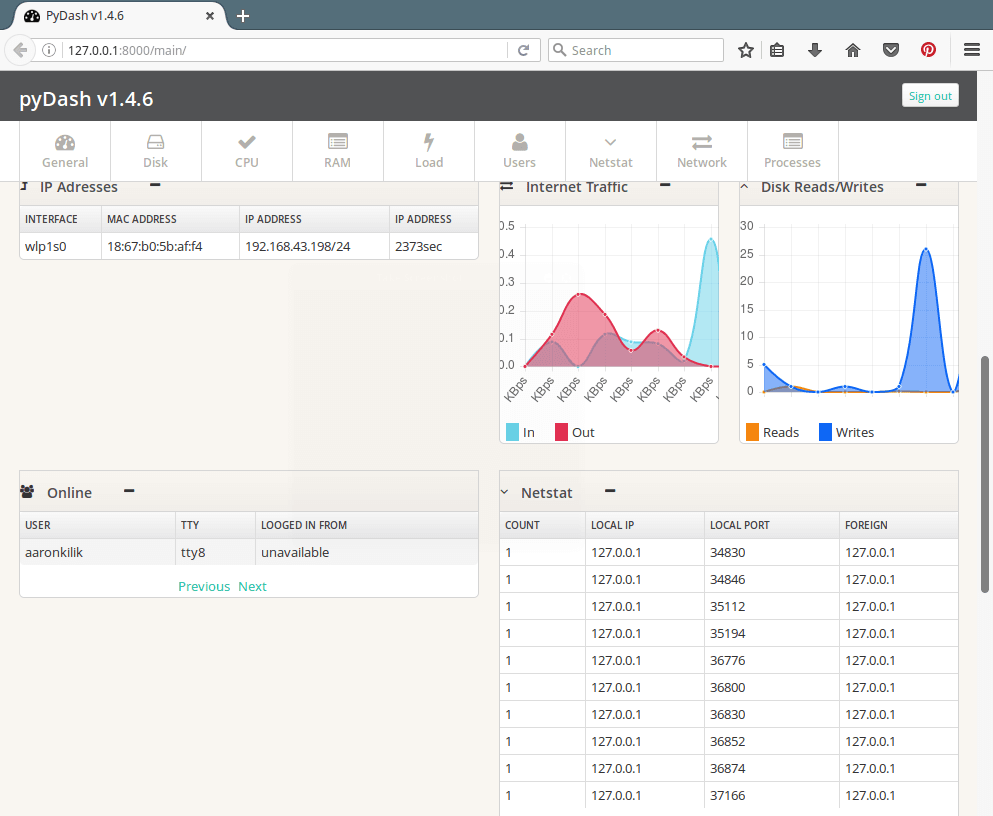 PyDash v1.4.6
127.0.0.1:8000/main/
Search
pyDash v1.4.6
Sign out
General Disk CPU RAM Load Users Netstat Network Processes
IP Adresses
INTERFACE MAC ADDRESS IP ADDRESS IP ADDRESS
wlp1s0 18:67:b0:5b:af:f4 192.168.43.198/24 2373sec
Internet Traffic
0.5
0.4
0.3
0.2
0.1
0.0
KBps KBps KBps KBps KBps KBps KBps KBps
In Out
Disk Reads/Writes
30
25
20
15
10
5
0
Reads Writes
Online
USER TTY LOOGED IN FROM
aaronkilik tty8 unavailable
Previous Next
Netstat
COUNT LOCAL IP LOCAL PORT FOREIGN
1 127.0.0.1 34830 127.0.0.1
1 127.0.0.1 34846 127.0.0.1
1 127.0.0.1 35112 127.0.0.1
1 127.0.0.1 35194 127.0.0.1
1 127.0.0.1 36776 127.0.0.1
1 127.0.0.1 36800 127.0.0.1
1 127.0.0.1 36830 127.0.0.1
1 127.0.0.1 36852 127.0.0.1
1 127.0.0.1 36874 127.0.0.1
1 127.0.0.1 37166 127.0.0.1